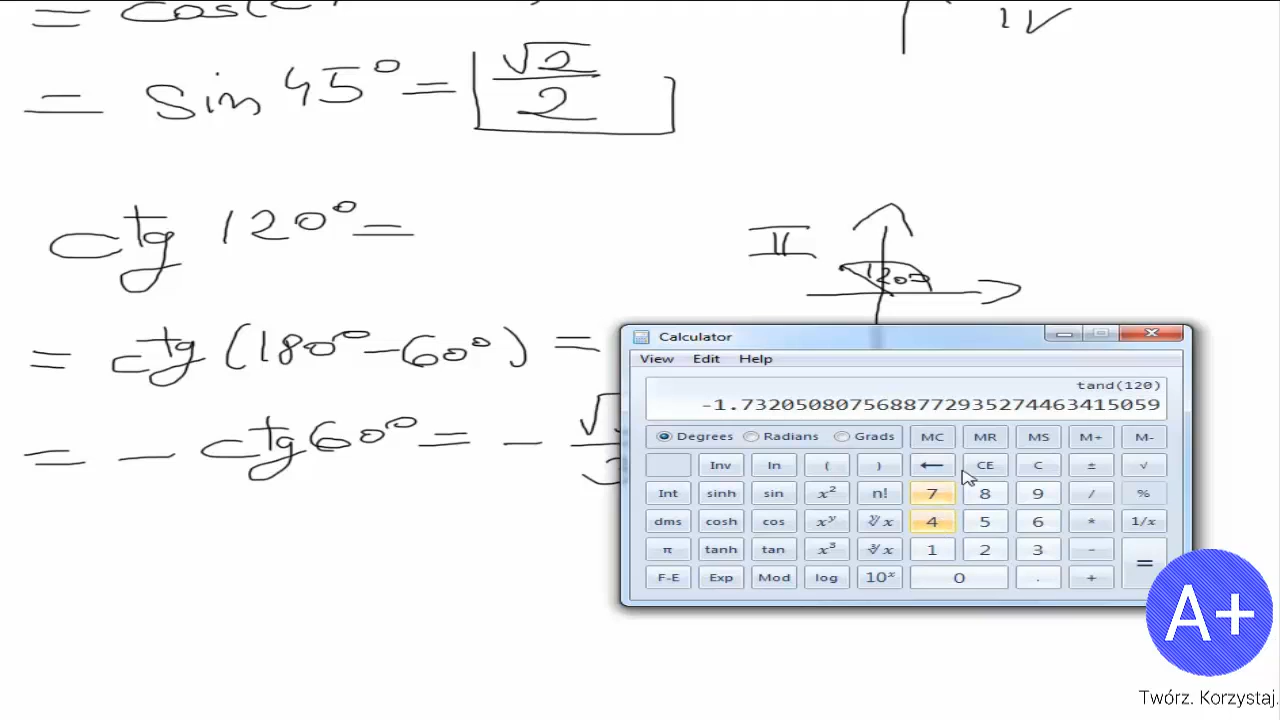 = cos(
IV
= sin 45° = √2/2
ctg 120° =
II
120°
= ctg (180° - 60°) =
= - ctg 60° = - √
Calculator
View Edit Help
tand(120)
-1.7320508075688772935274463415059
Degrees Radians Grads MC MR MS M+ M-
Inv ln ( ) ← CE C ± √
Int sinh sin x² n! 7 8 9 / %
dms cosh cos xʸ ʸ√x 4 5 6 * 1/x
π tanh tan x³ ³√x 1 2 3 - =
F-E Exp Mod log 10ˣ 0 . +
A+
Twórz. Korzystaj.